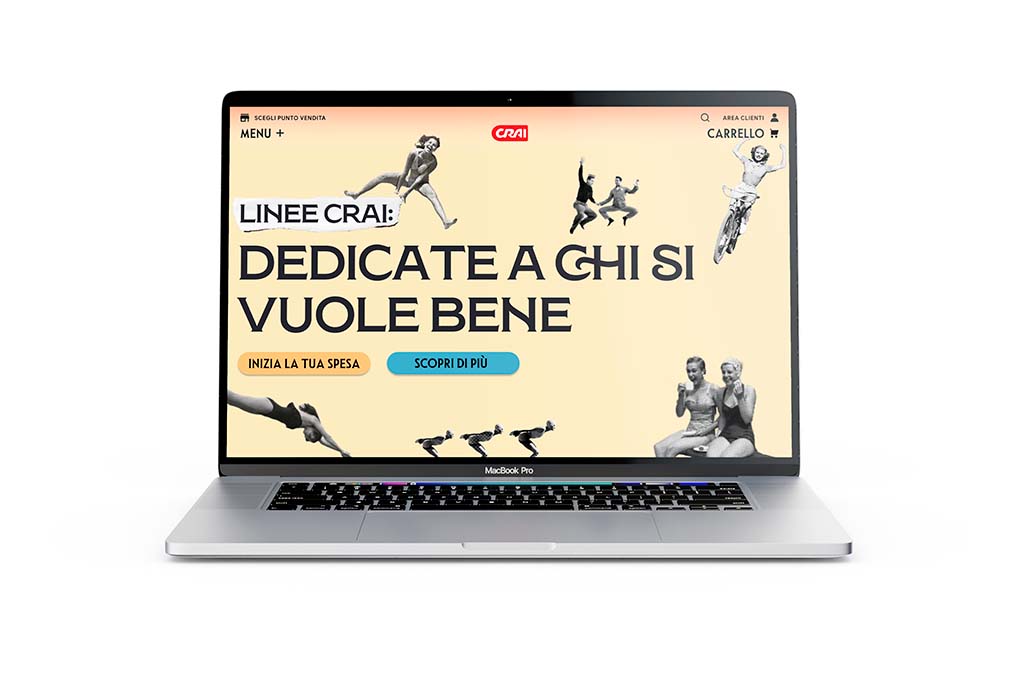 SCEGLI PUNTO VENDITA
AREA CLIENTI
MENU +
CRAI
CARRELLO
LINEE CRAI:
DEDICATE A CHI SI
VUOLE BENE
INIZIA LA TUA SPESA
SCOPRI DI PIÙ
MacBook Pro